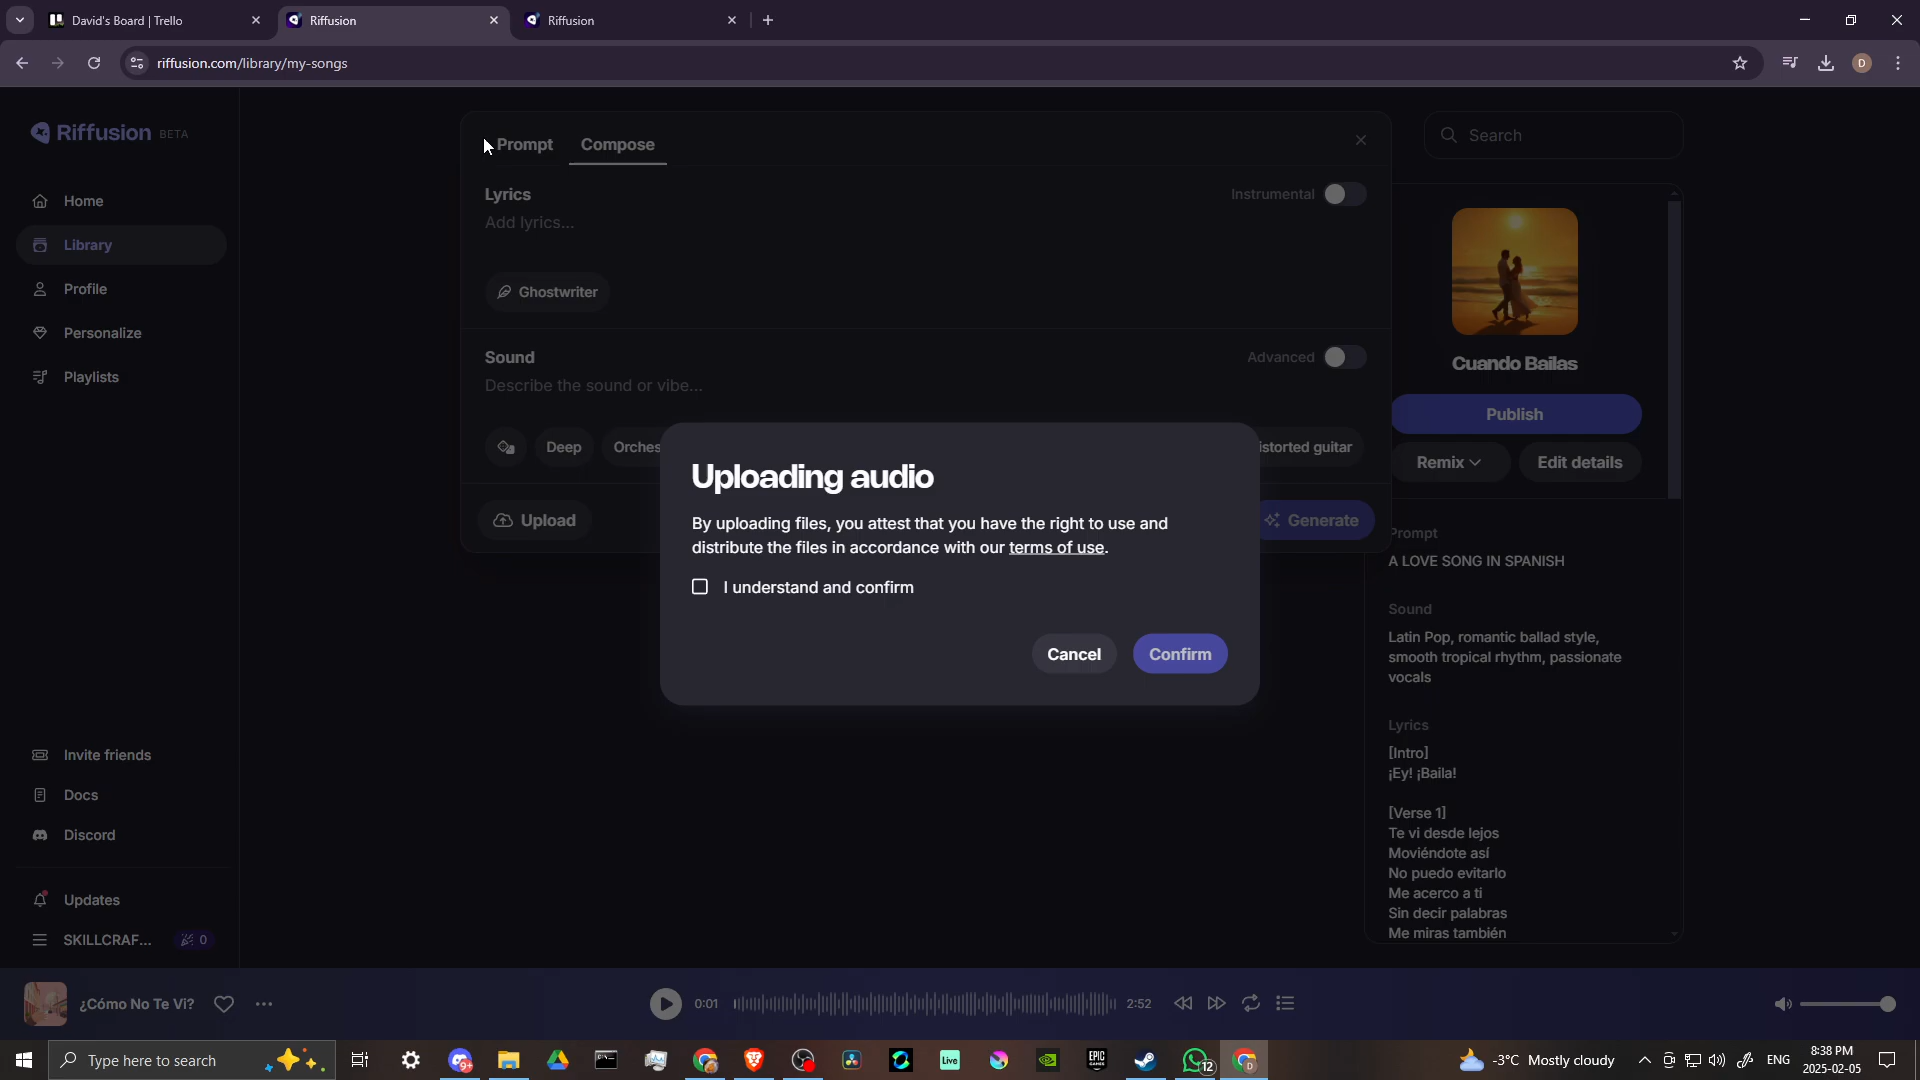 David's Board | Trello
Riffusion
Riffusion
riffusion.com/library/my-songs
D
Riffusion BETA
Home
Library
Profile
Personalize
Playlists
Invite friends
Docs
Discord
Updates
SKILLCRAF...
0
Prompt
Compose
Lyrics
Instrumental
Add lyrics...
Ghostwriter
Sound
Advanced
Describe the sound or vibe...
Deep
Orches
istorted guitar
Upload
Generate
Uploading audio
By uploading files, you attest that you have the right to use and
distribute the files in accordance with our terms of use.
I understand and confirm
Cancel
Confirm
Search
Cuando Bailas
Publish
Remix
Edit details
Prompt
A LOVE SONG IN SPANISH
Sound
Latin Pop, romantic ballad style,
smooth tropical rhythm, passionate
vocals
Lyrics
[Intro]
¡Ey! ¡Baila!
[Verse 1]
Te vi desde lejos
Moviéndote así
No puedo evitarlo
Me acerco a ti
Sin decir palabras
Me miras también
¿Cómo No Te Vi?
0:01
2:52
Type here to search
9+
Live
EPIC
GAMES
12
D
-3°C Mostly cloudy
ENG
8:38 PM
2025-02-05